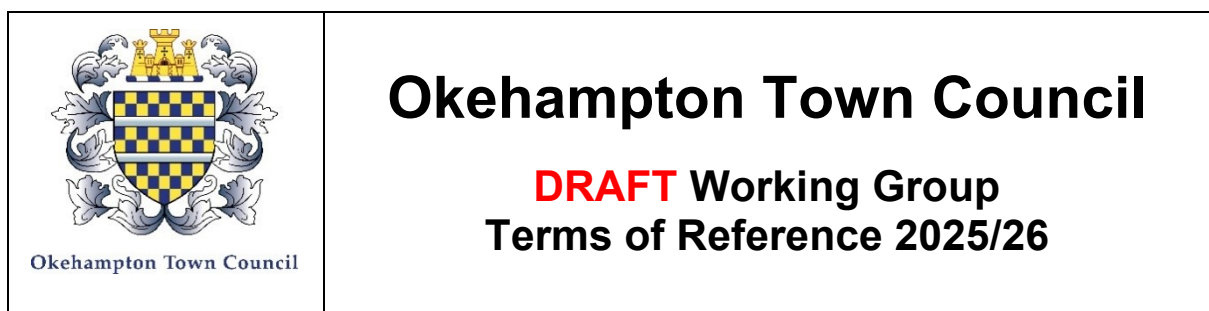 Okehampton Town Council
Okehampton Town Council
DRAFT Working Group
Terms of Reference 2025/26